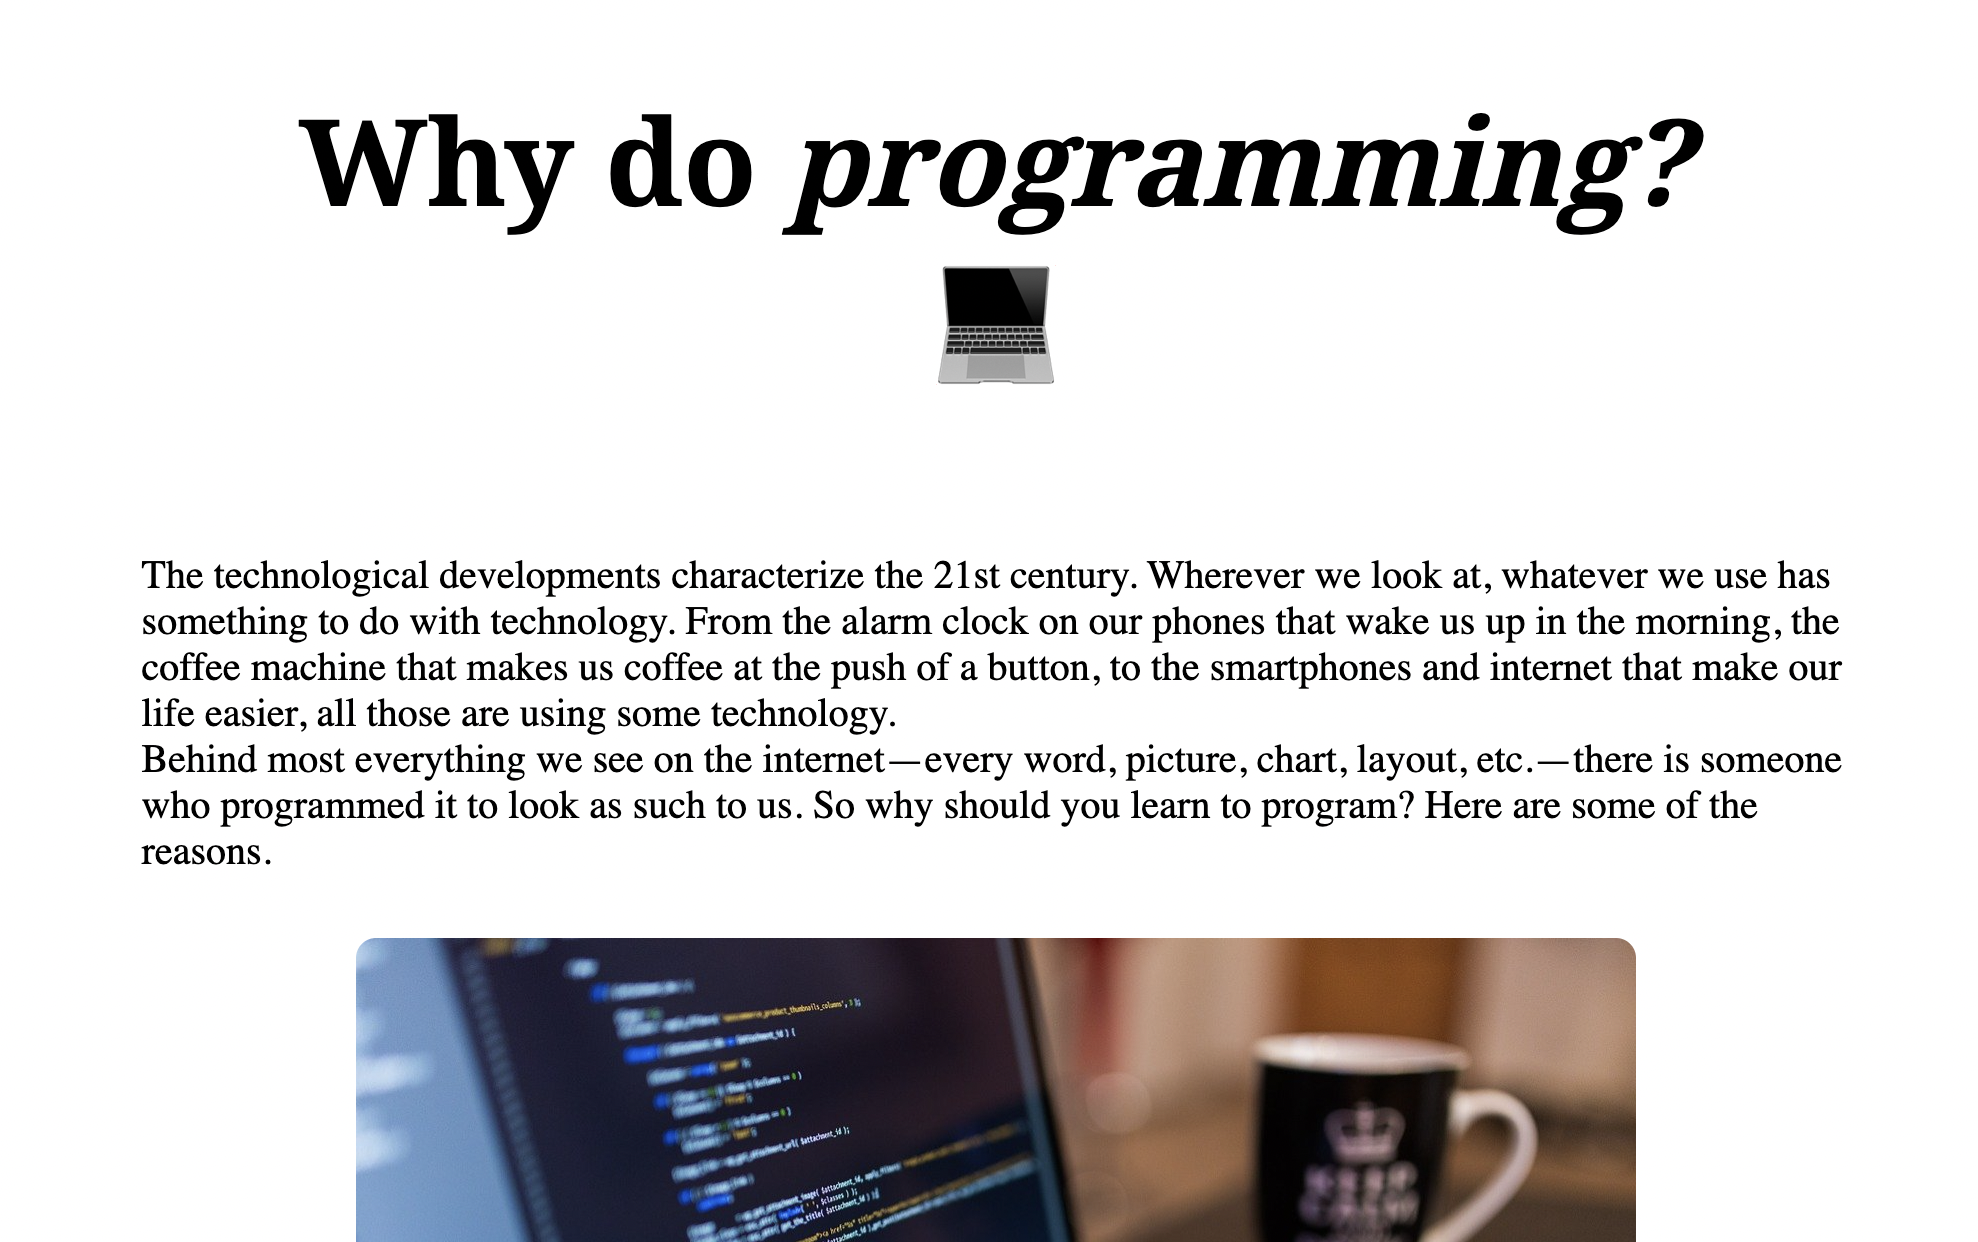 Why do programming?
The technological developments characterize the 21st century. Wherever we look at, whatever we use has
something to do with technology. From the alarm clock on our phones that wake us up in the morning, the
coffee machine that makes us coffee at the push of a button, to the smartphones and internet that make our
life easier, all those are using some technology.
Behind most everything we see on the internet—every word, picture, chart, layout, etc.—there is someone
who programmed it to look as such to us. So why should you learn to program? Here are some of the
reasons.
KEEP
CALM